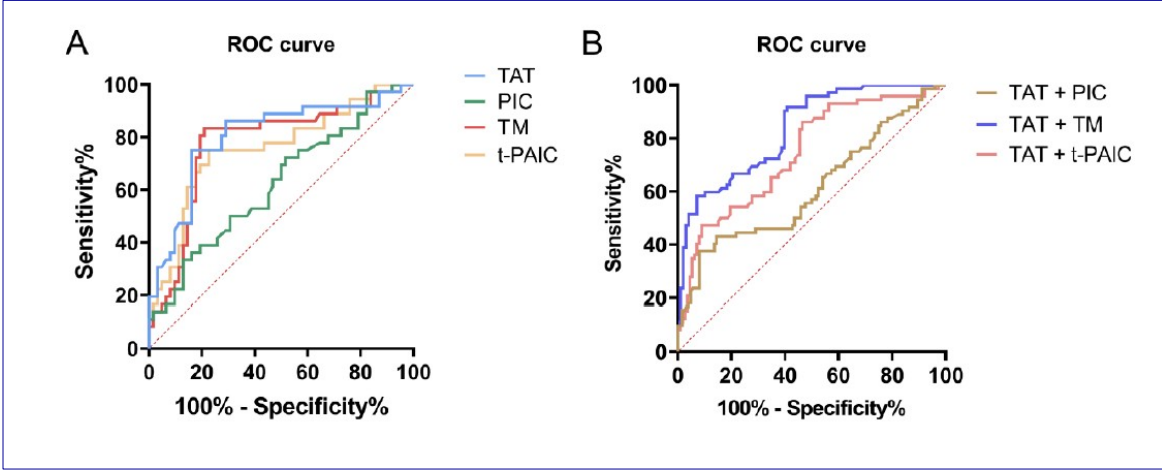 A
ROC curve
Sensitivity%
100
80
60
40
20
0
0 20 40 60 80 100
100% - Specificity%
TAT
PIC
TM
t-PAIC
B
ROC curve
Sensitivity%
100
80
60
40
20
0
0 20 40 60 80 100
100% - Specificity%
TAT + PIC
TAT + TM
TAT + t-PAIC